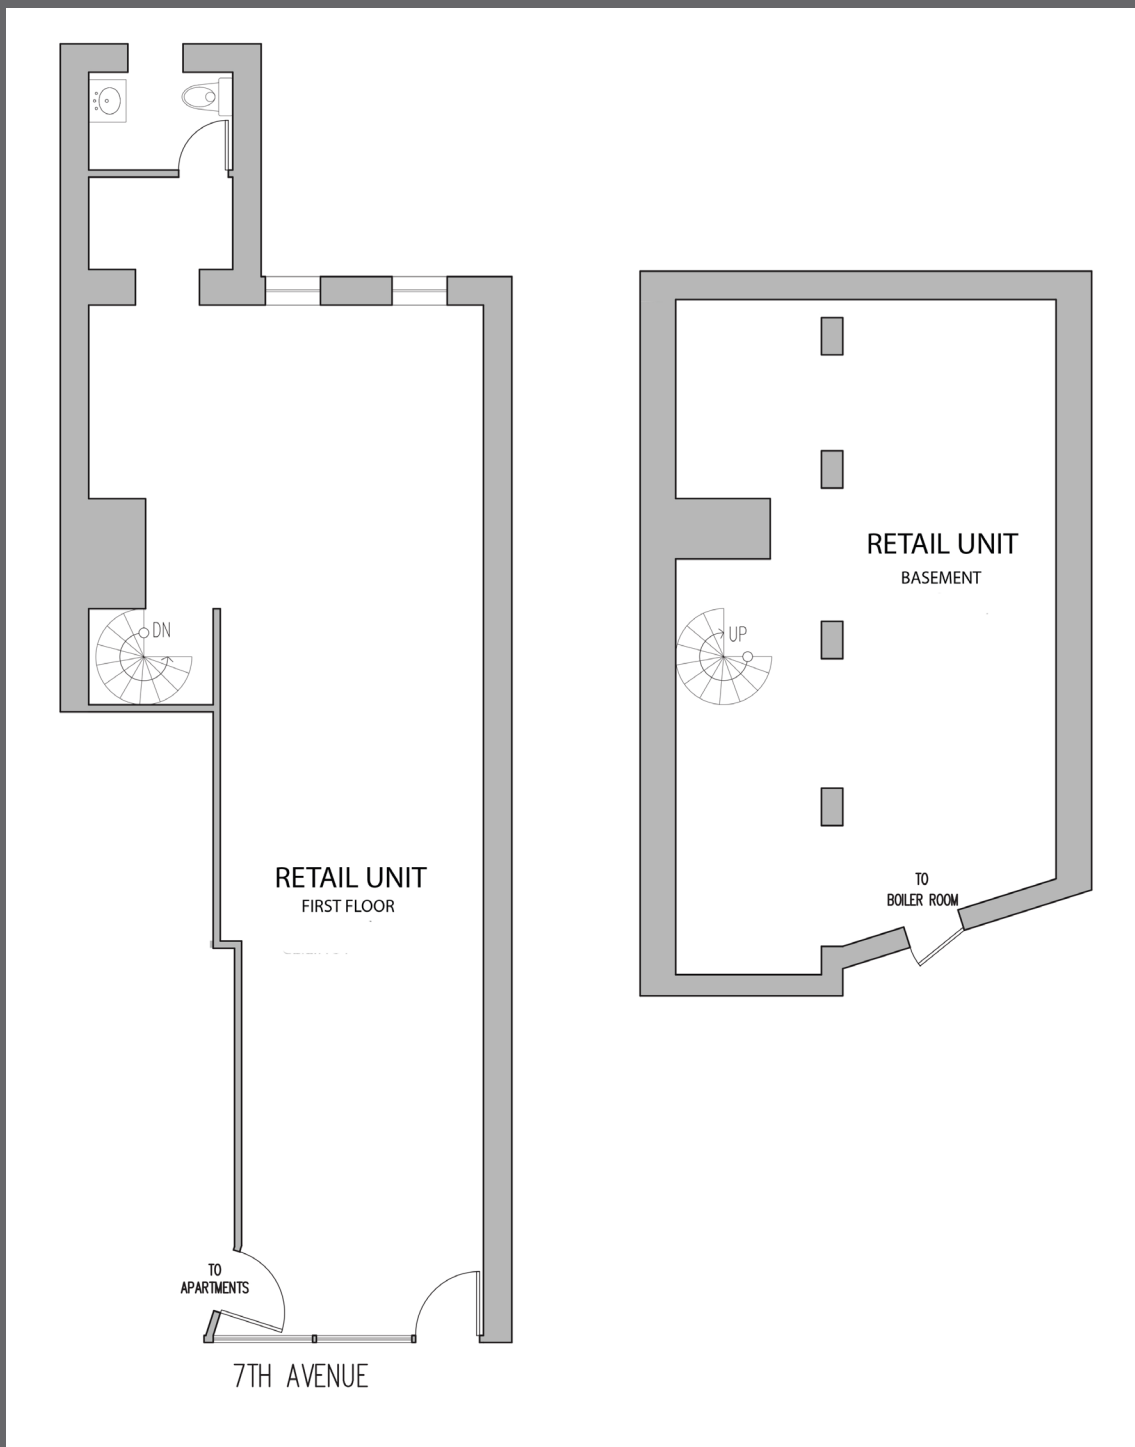 DN
RETAIL UNIT
FIRST FLOOR
TO
APARTMENTS
7TH AVENUE
RETAIL UNIT
BASEMENT
UP
TO
BOILER ROOM